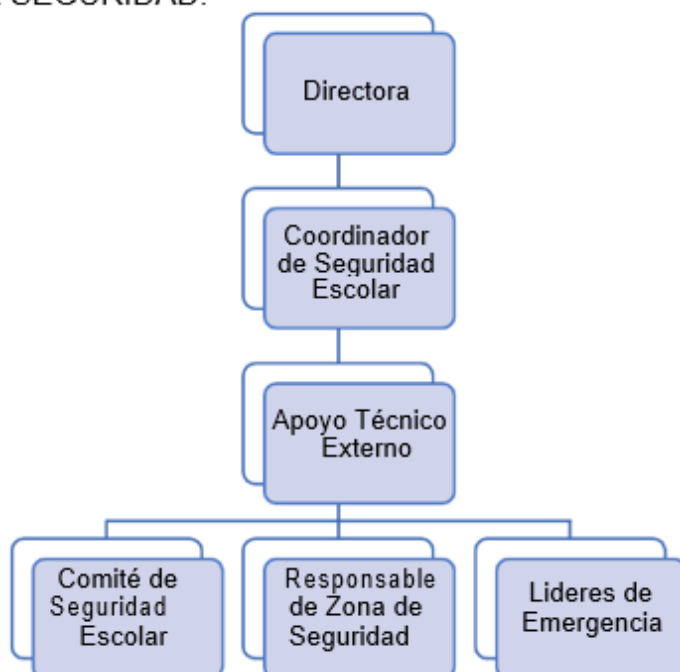 SEGURIDAD.
Directora
Coordinador
de Seguridad
Escolar
Apoyo Técnico
Externo
Comité de
Seguridad
Escolar
Responsable
de Zona de
Seguridad
Lideres de
Emergencia